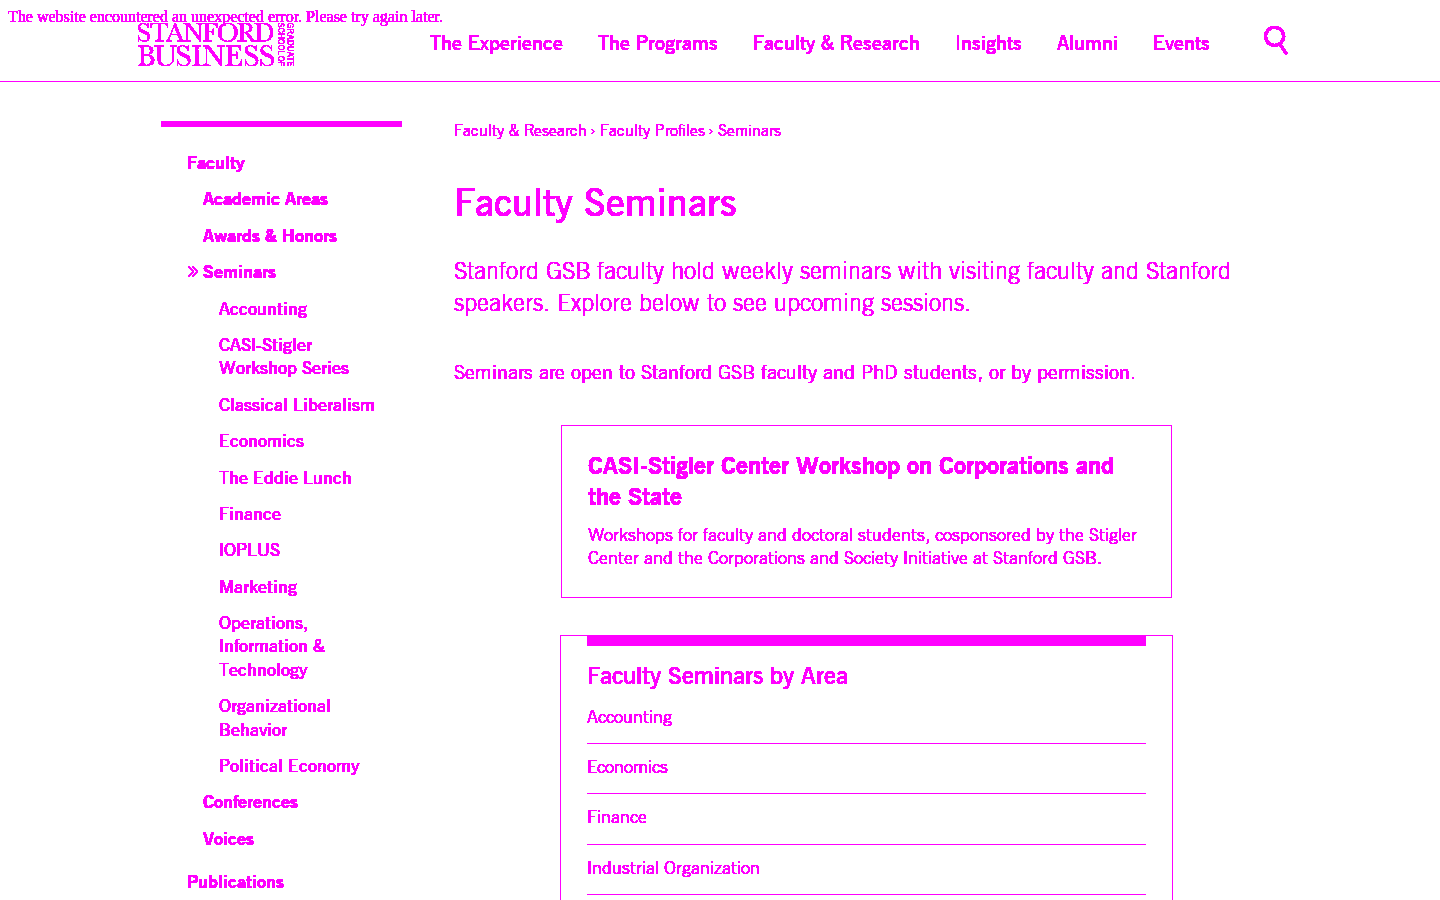 The website encountered an unexpected error. Please try again later.
STANFORD
BUSINESS
GRADUATE
SCHOOL OF
The Experience
The Programs
Faculty & Research
Insights
Alumni
Events
Faculty
Academic Areas
Awards & Honors
» Seminars
Accounting
CASI-Stigler
Workshop Series
Classical Liberalism
Economics
The Eddie Lunch
Finance
IOPLUS
Marketing
Operations,
Information &
Technology
Organizational
Behavior
Political Economy
Conferences
Voices
Publications
Faculty & Research › Faculty Profiles › Seminars
Faculty Seminars
Stanford GSB faculty hold weekly seminars with visiting faculty and Stanford
speakers. Explore below to see upcoming sessions.
Seminars are open to Stanford GSB faculty and PhD students, or by permission.
CASI-Stigler Center Workshop on Corporations and
the State
Workshops for faculty and doctoral students, cosponsored by the Stigler
Center and the Corporations and Society Initiative at Stanford GSB.
Faculty Seminars by Area
Accounting
Economics
Finance
Industrial Organization